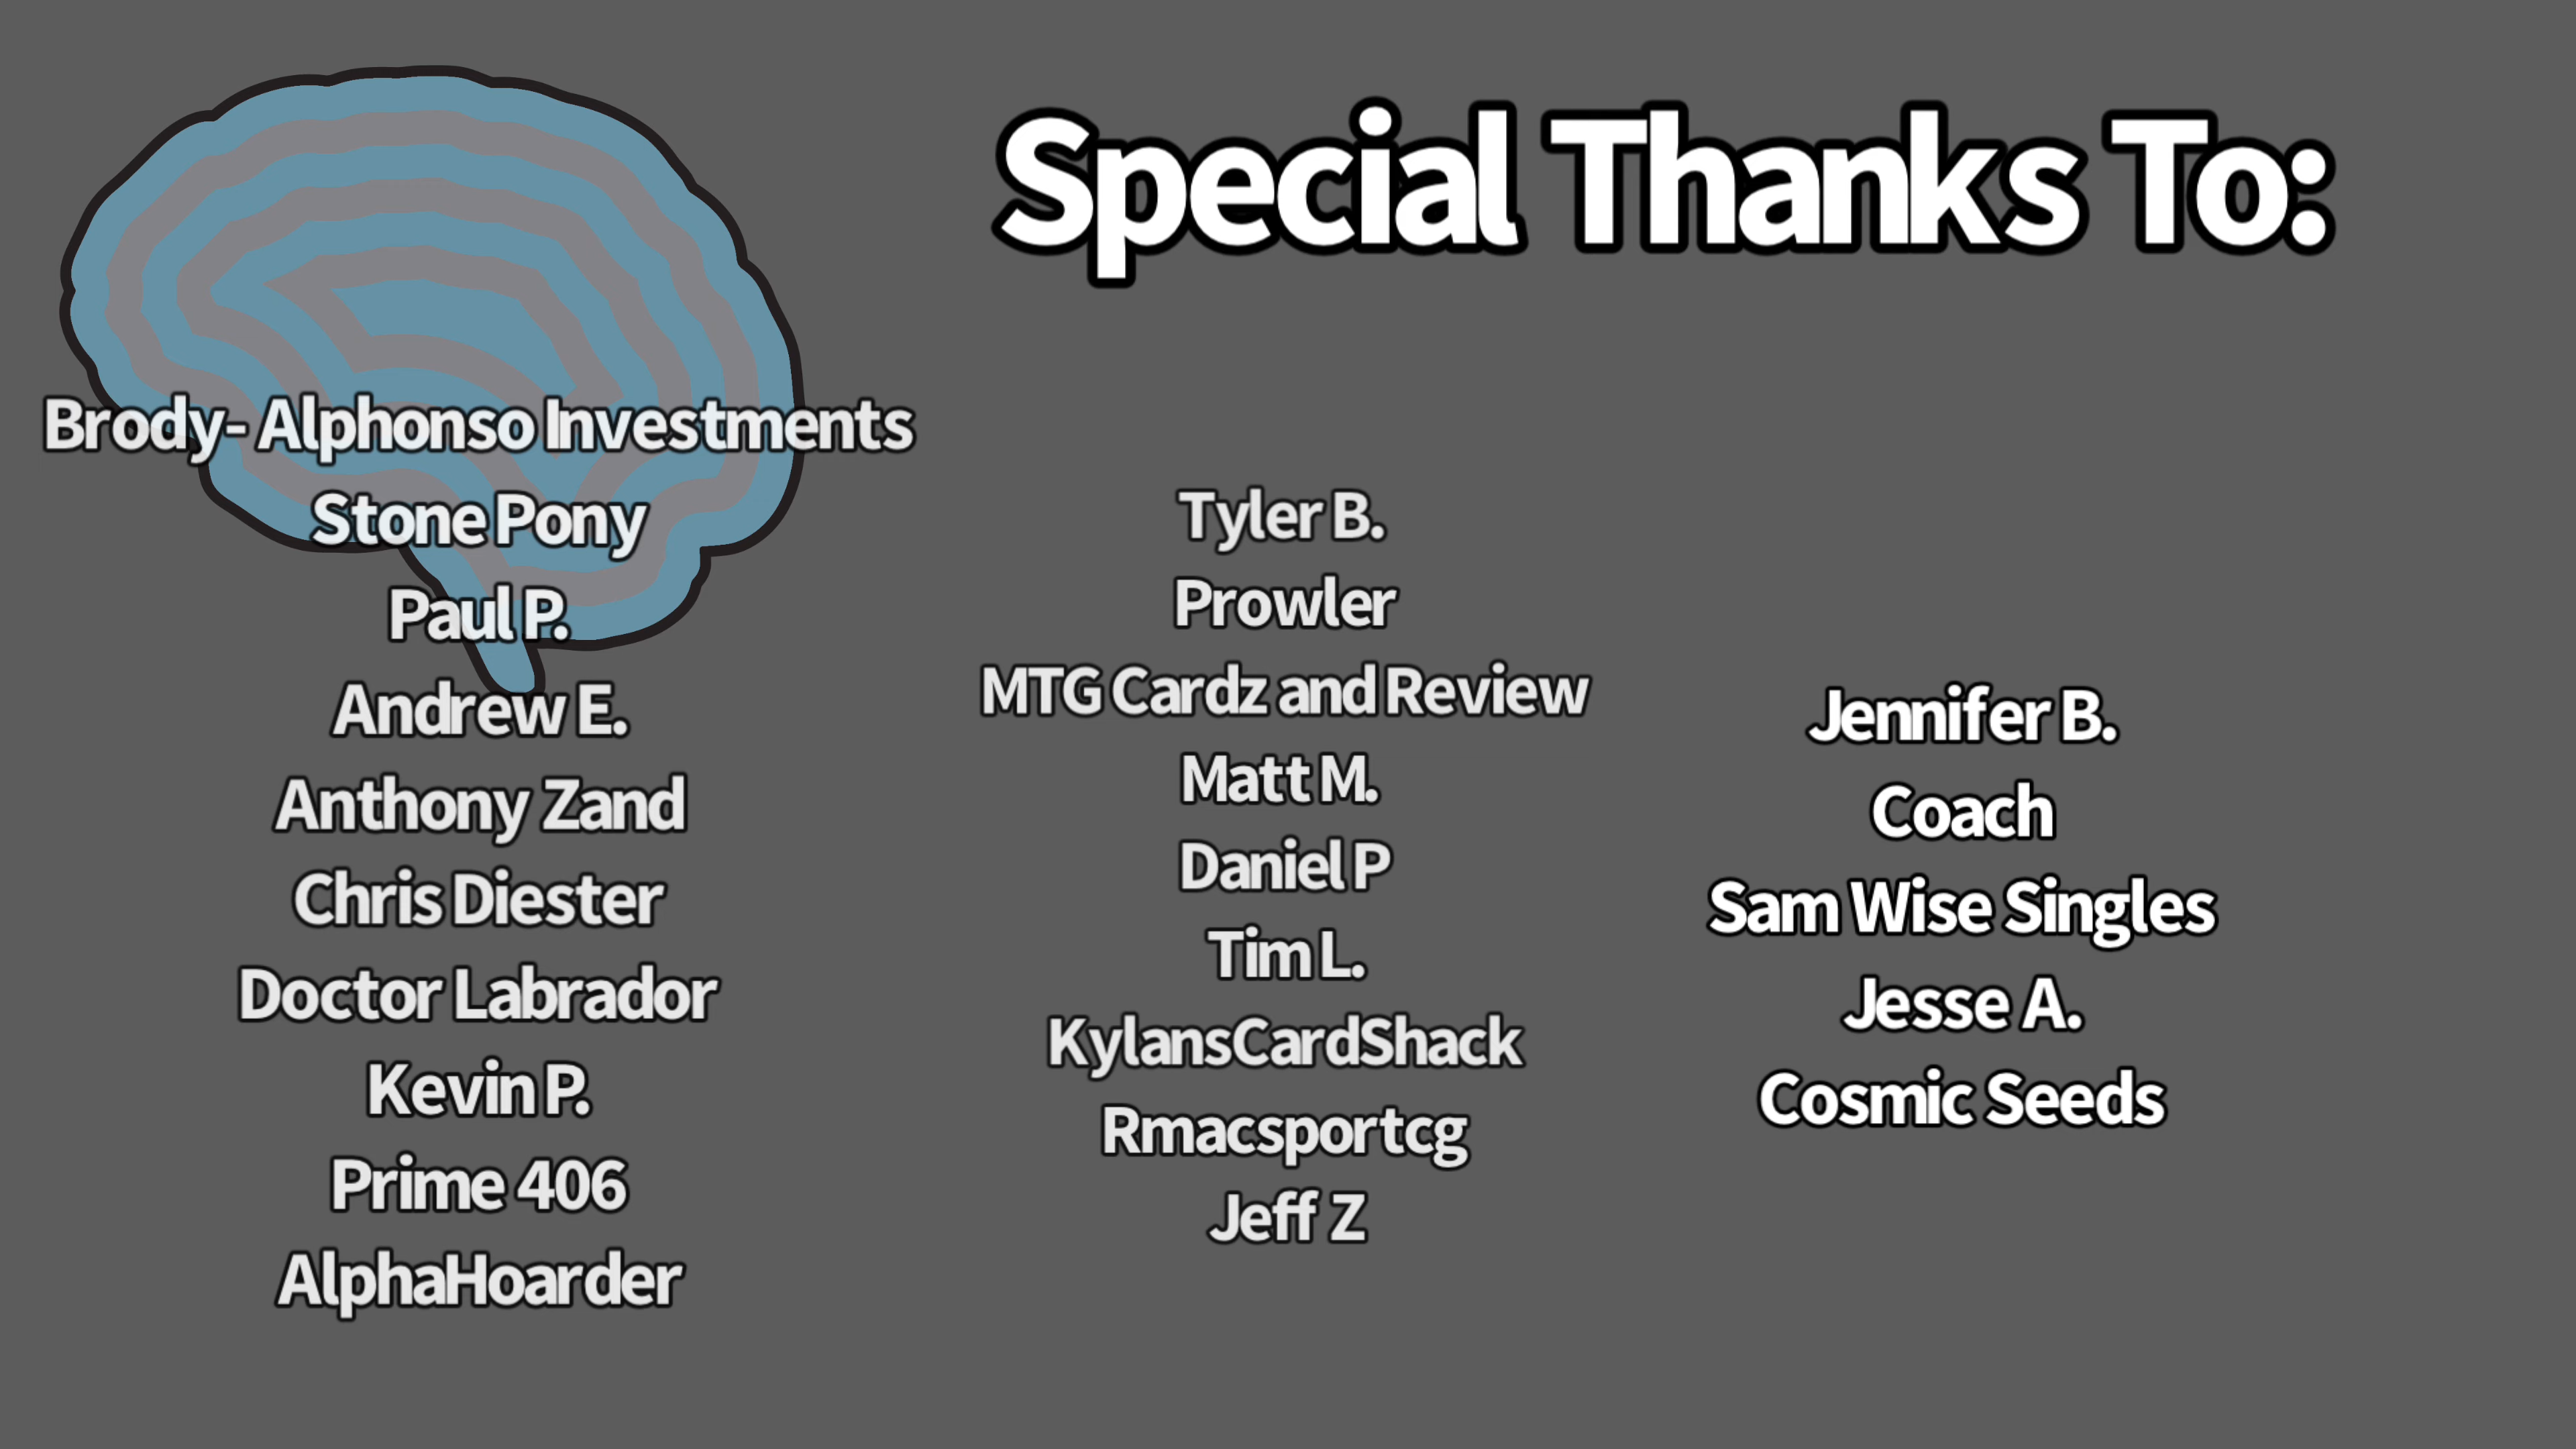 Special Thanks To:
Brody- Alphonso Investments
Stone Pony
Paul P.
Andrew E.
Anthony Zand
Chris Diester
Doctor Labrador
Kevin P.
Prime 406
AlphaHoarder
Tyler B.
Prowler
MTG Cardz and Review
Matt M.
Daniel P
Tim L.
KylansCardShack
Rmacsportcg
Jeff Z
Jennifer B.
Coach
Sam Wise Singles
Jesse A.
Cosmic Seeds